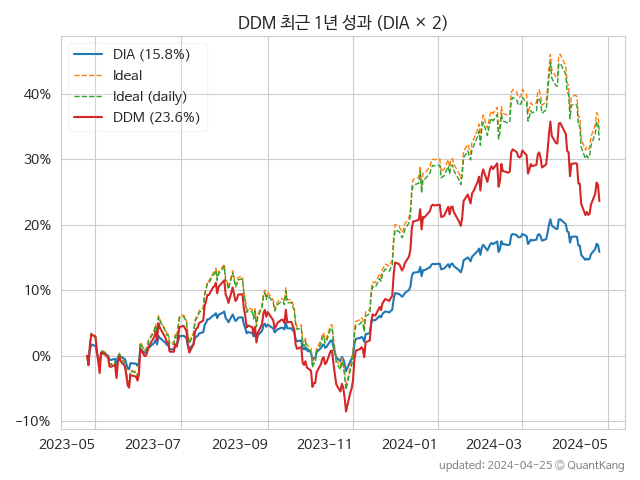 DDM 최근 1년 성과 (DIA × 2)
DIA (15.8%)
Ideal
Ideal (daily)
DDM (23.6%)
40%
30%
20%
10%
0%
−10%
2023-05 2023-07 2023-09 2023-11 2024-01 2024-03 2024-05
updated: 2024-04-25 © QuantKang